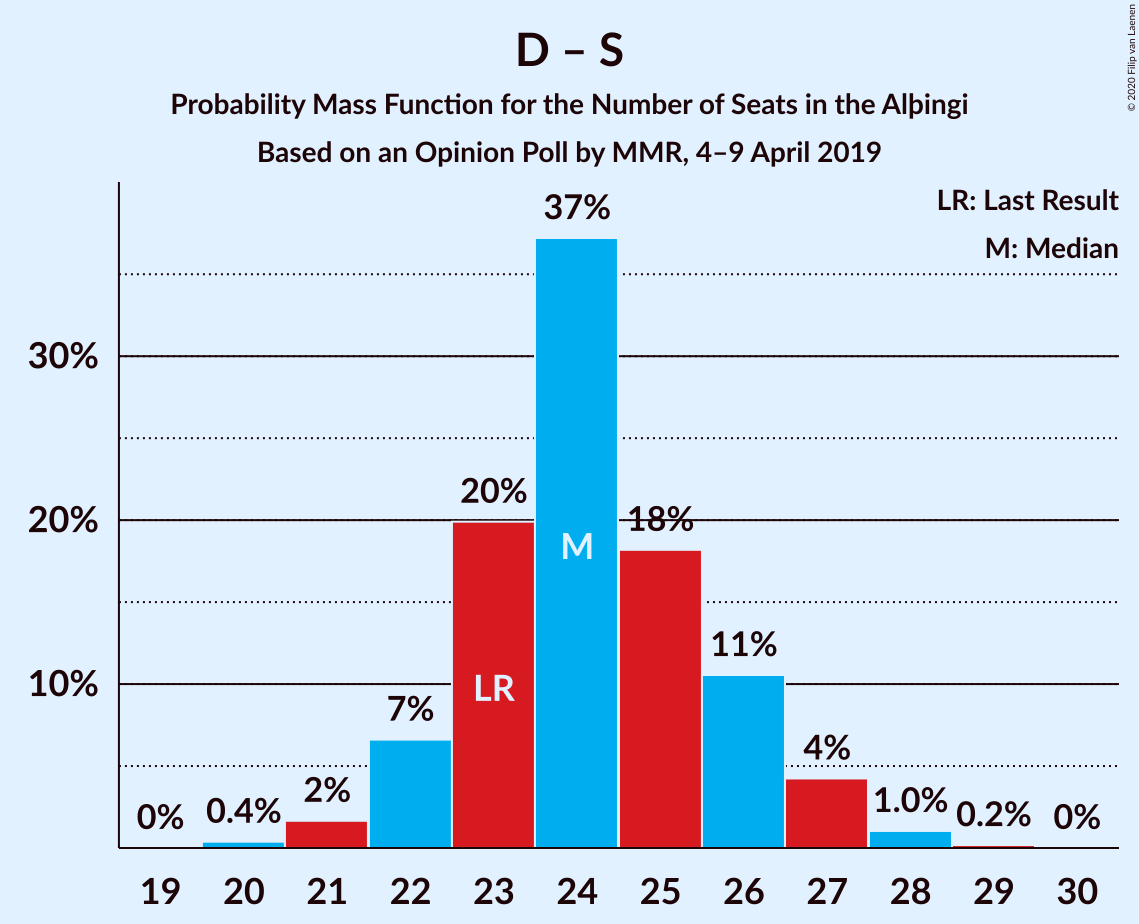 D – S
Probability Mass Function for the Number of Seats in the Alþingi
Based on an Opinion Poll by MMR, 4–9 April 2019
© 2020 Filip van Laenen
LR: Last Result
M: Median
30%
20%
10%
0%
0.4%
2%
7%
20%
37%
18%
11%
4%
1.0%
0.2%
0%
LR
M
19 20 21 22 23 24 25 26 27 28 29 30